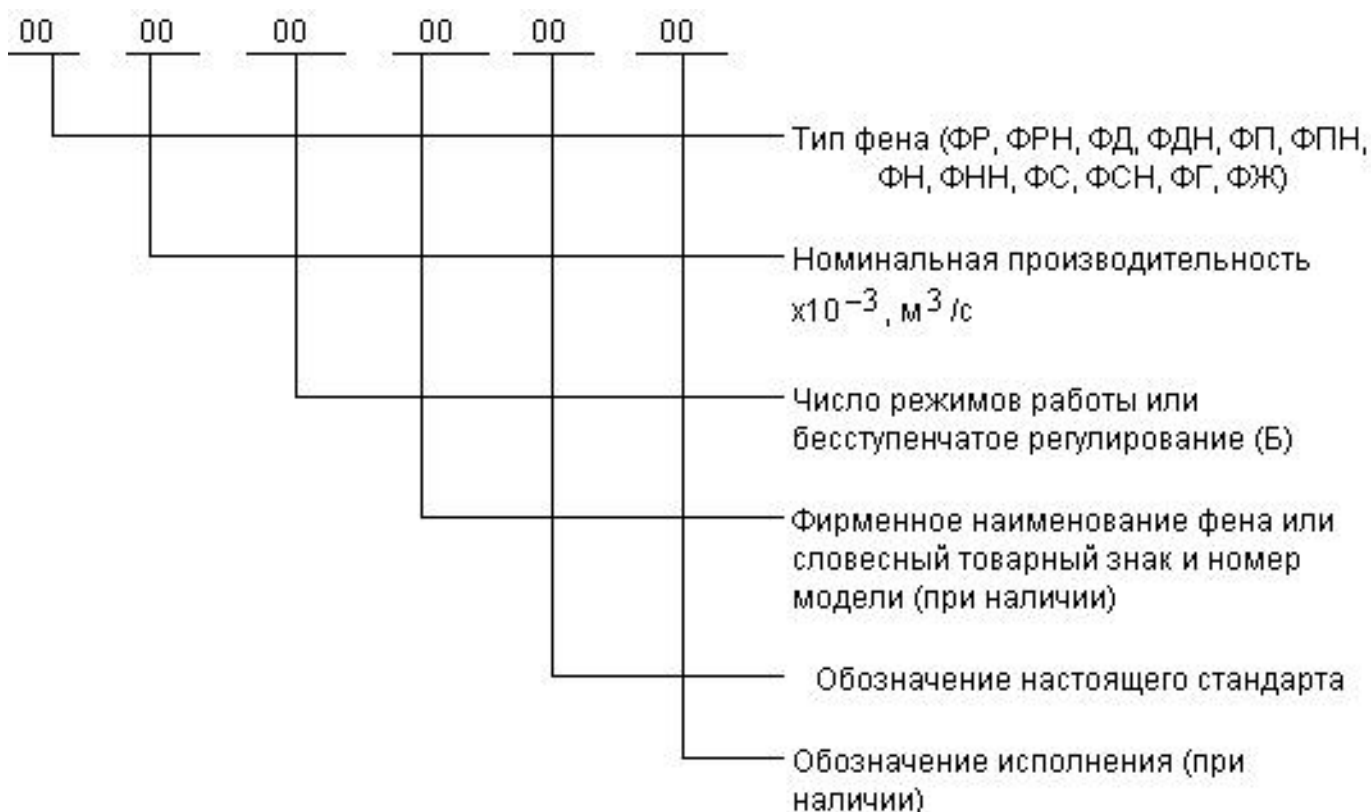 00 00 00 00 00 00
Тип фена (ФР, ФРН, ФД, ФДН, ФП, ФПН,
ФН, ФНН, ФС, ФСН, ФГ, ФЖ)
Номинальная производительность
х10⁻³, м³/с
Число режимов работы или
бесступенчатое регулирование (Б)
Фирменное наименование фена или
словесный товарный знак и номер
модели (при наличии)
Обозначение настоящего стандарта
Обозначение исполнения (при
наличии)